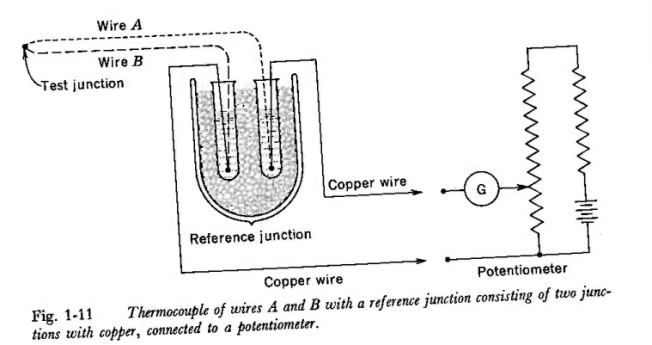 Wire A
Wire B
Test junction
Copper wire
G
Reference junction
Copper wire
Potentiometer
Fig. 1-11 Thermocouple of wires A and B with a reference junction consisting of two junc-
tions with copper, connected to a potentiometer.